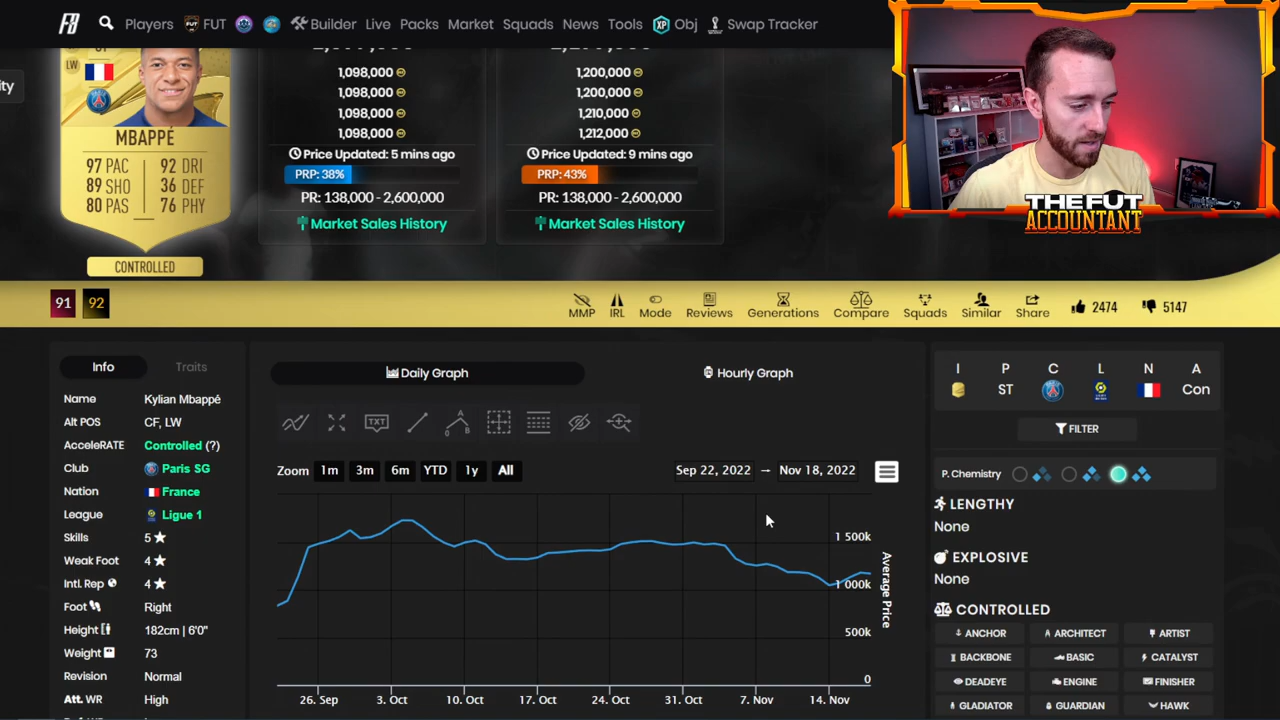 F8 Players FUT Builder Live Packs Market Squads News Tools XP Obj Swap Tracker
ity
LW
MBAPPÉ
97 PAC 92 DRI
89 SHO 36 DEF
80 PAS 76 PHY
CONTROLLED
1,098,000
1,098,000
1,098,000
1,098,000
Price Updated: 5 mins ago
PRP: 38%
PR: 138,000 - 2,600,000
Market Sales History
1,200,000
1,200,000
1,210,000
1,212,000
Price Updated: 9 mins ago
PRP: 43%
PR: 138,000 - 2,600,000
Market Sales History
THE FUT
ACCOUNTANT
91 92
MMP IRL Mode Reviews Generations Compare Squads Similar Share 2474 5147
Info Traits
Name Kylian Mbappé
Alt POS CF, LW
AcceleRATE Controlled (?)
Club Paris SG
Nation France
League Ligue 1
Skills 5
Weak Foot 4
Intl. Rep 4
Foot Right
Height 182cm | 6'0"
Weight 73
Revision Normal
Att. WR High
Daily Graph Hourly Graph
TXT
Zoom 1m 3m 6m YTD 1y All Sep 22, 2022 → Nov 18, 2022
1 500k
1 000k
500k
0
Average Price
26. Sep 3. Oct 10. Oct 17. Oct 24. Oct 31. Oct 7. Nov 14. Nov
I P C L N A
ST Con
FILTER
P. Chemistry
LENGTHY
None
EXPLOSIVE
None
CONTROLLED
ANCHOR ARCHITECT ARTIST
BACKBONE BASIC CATALYST
DEADEYE ENGINE FINISHER
GLADIATOR GUARDIAN HAWK